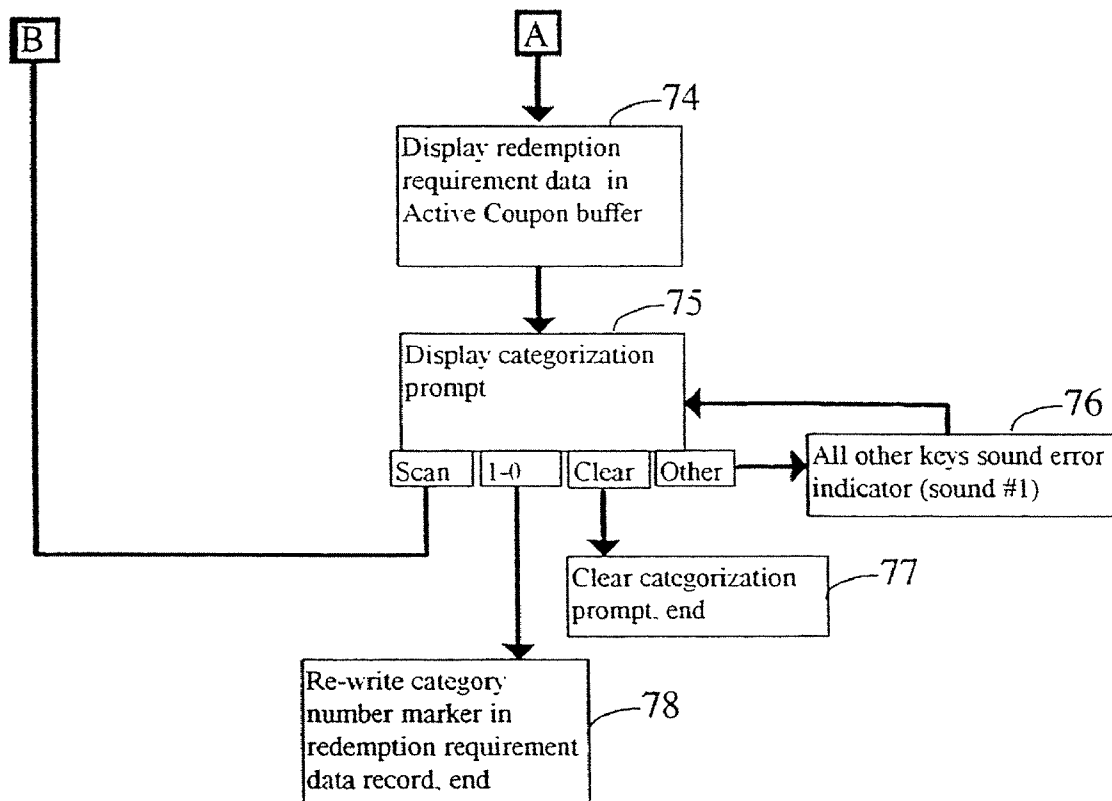 B
A
74
Display redemption
requirement data in
Active Coupon buffer
75
Display categorization
prompt
76
Scan
1-0
Clear
Other
All other keys sound error
indicator (sound #1)
77
Clear categorization
prompt, end
78
Re-write category
number marker in
redemption requirement
data record, end